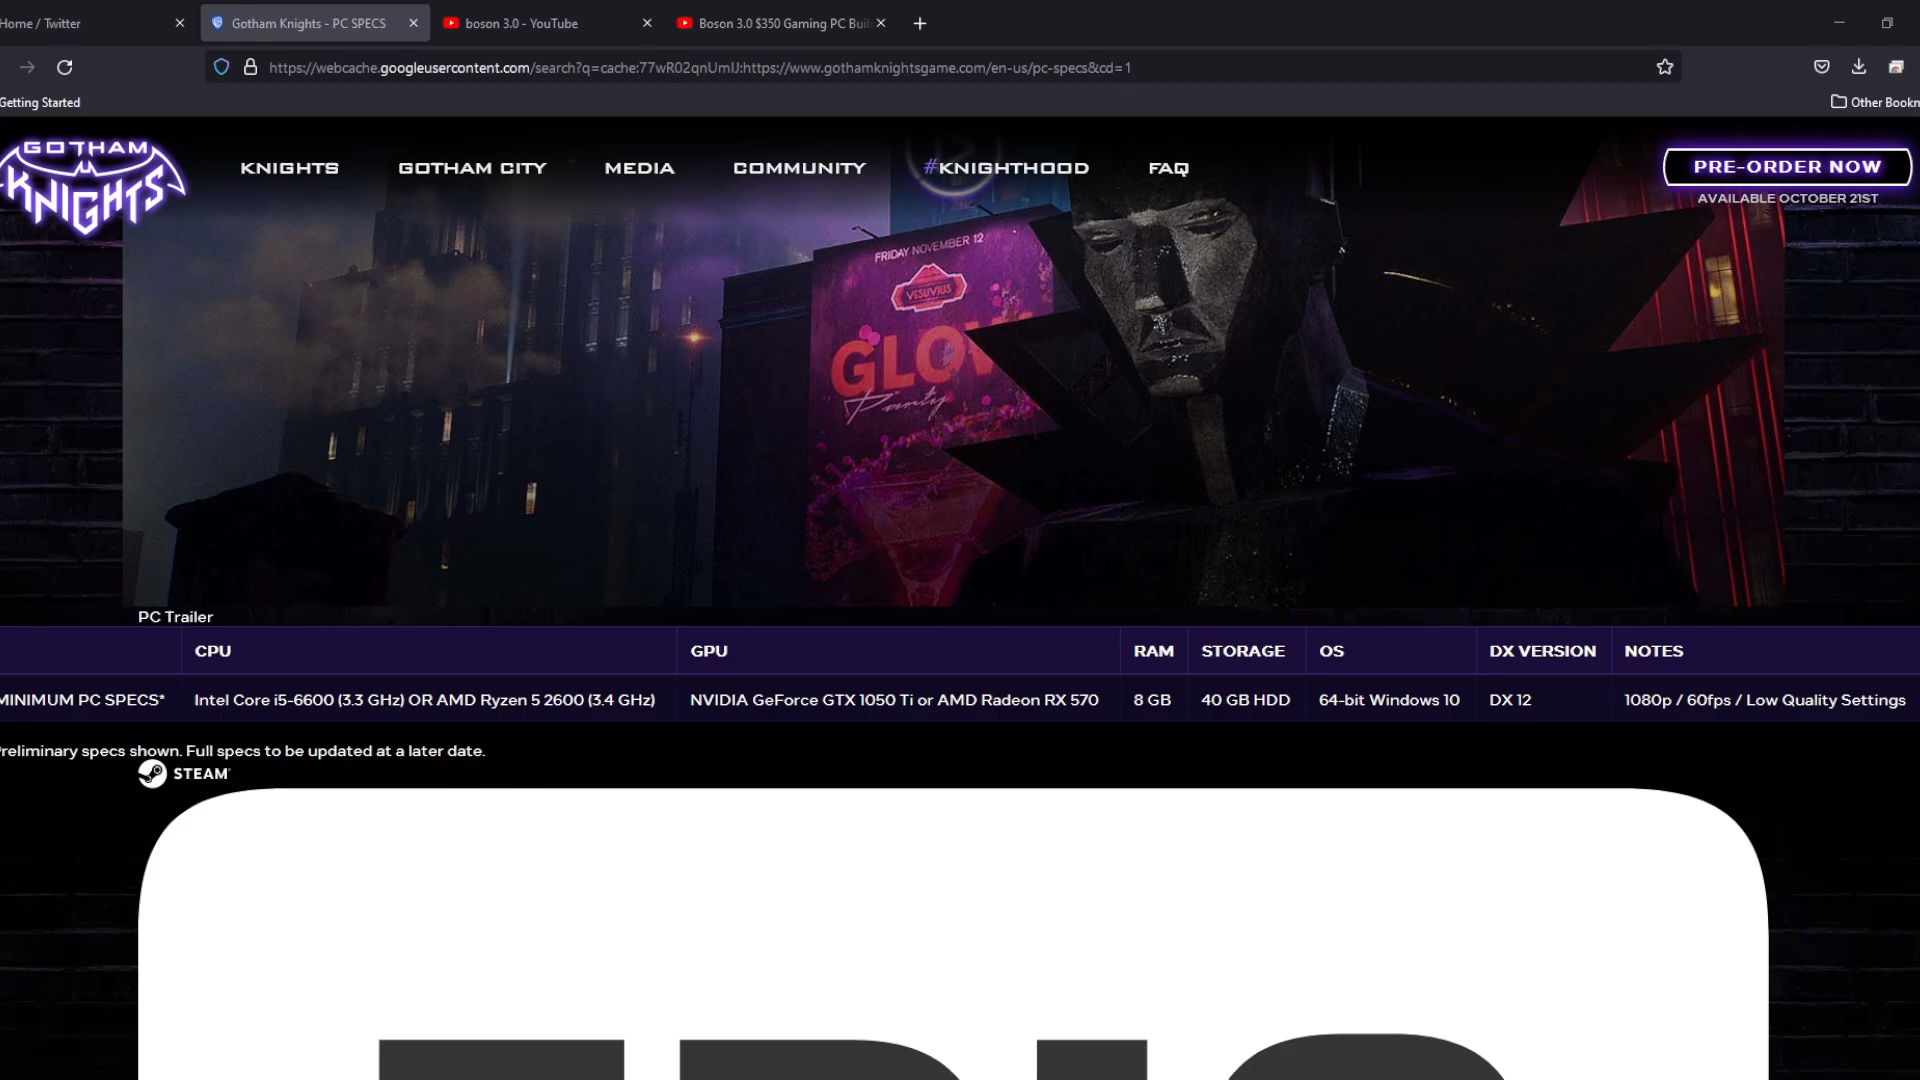 Home / Twitter
Gotham Knights - PC SPECS
boson 3.0 - YouTube
Boson 3.0 $350 Gaming PC Buil
https://webcache.googleusercontent.com/search?q=cache:77wR02qnUmIJ:https://www.gothamknightsgame.com/en-us/pc-specs&cd=1
Getting Started
Other Bookm
GOTHAM
KNIGHTS
KNIGHTS
GOTHAM CITY
MEDIA
COMMUNITY
#KNIGHTHOOD
FAQ
PRE-ORDER NOW
AVAILABLE OCTOBER 21ST
FRIDAY NOVEMBER 12
VESUVIUS
GLOW
Party
PC Trailer
CPU GPU RAM STORAGE OS DX VERSION NOTES
MINIMUM PC SPECS* Intel Core i5-6600 (3.3 GHz) OR AMD Ryzen 5 2600 (3.4 GHz) NVIDIA GeForce GTX 1050 Ti or AMD Radeon RX 570 8 GB 40 GB HDD 64-bit Windows 10 DX 12 1080p / 60fps / Low Quality Settings
reliminary specs shown. Full specs to be updated at a later date.
STEAM